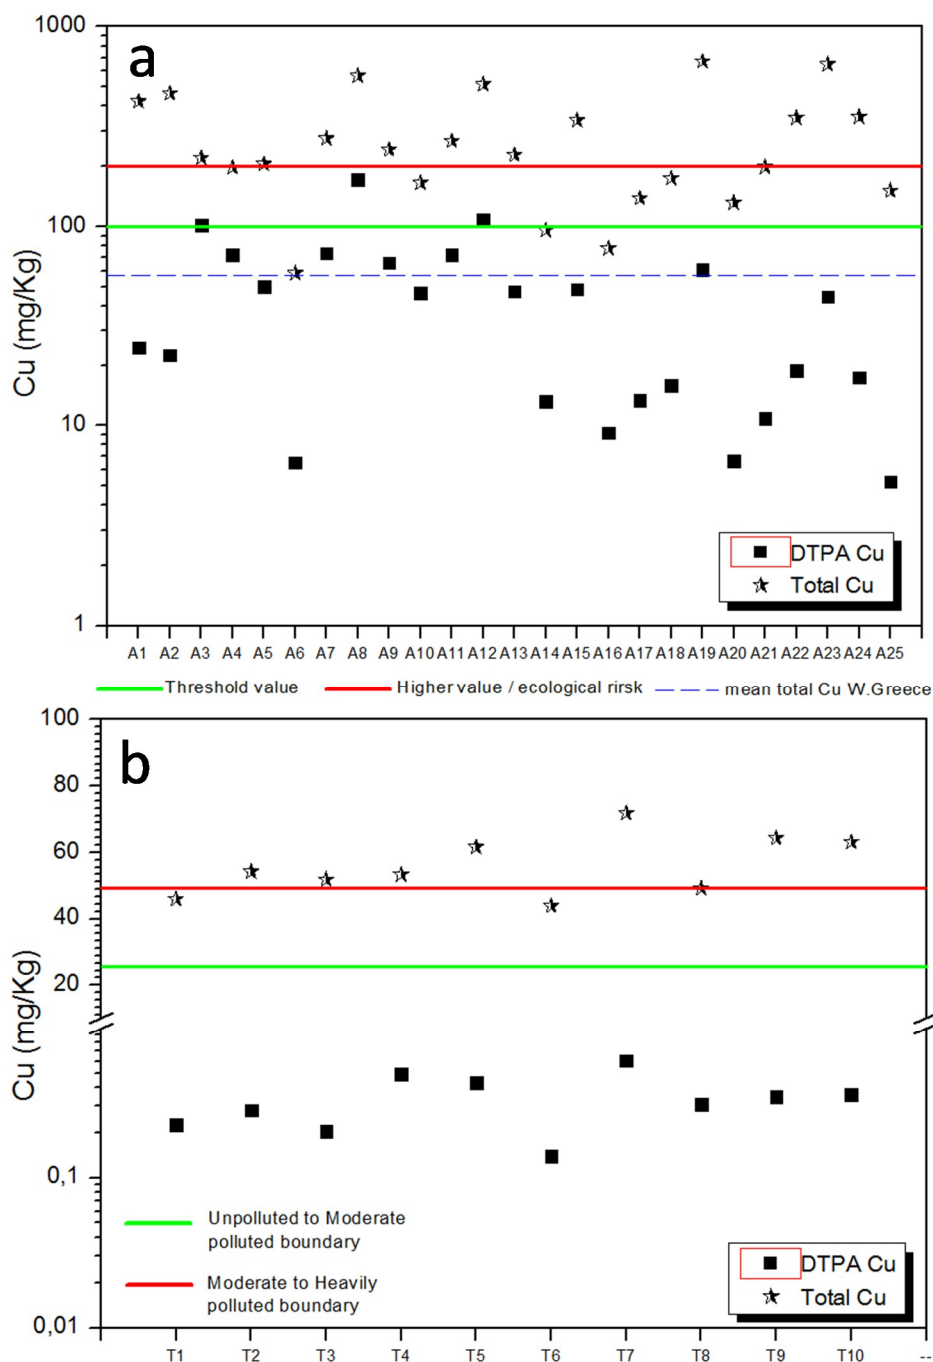 a
1000
100
10
1
Cu (mg/Kg)
DTPA Cu
Total Cu
A1 A2 A3 A4 A5 A6 A7 A8 A9 A10 A11 A12 A13 A14 A15 A16 A17 A18 A19 A20 A21 A22 A23 A24 A25
Threshold value Higher value / ecological rirsk mean total Cu W.Greece
b
100
80
60
40
20
0,1
0,01
Cu (mg/Kg)
Unpolluted to Moderate
polluted boundary
Moderate to Heavily
polluted boundary
DTPA Cu
Total Cu
T1 T2 T3 T4 T5 T6 T7 T8 T9 T10 --